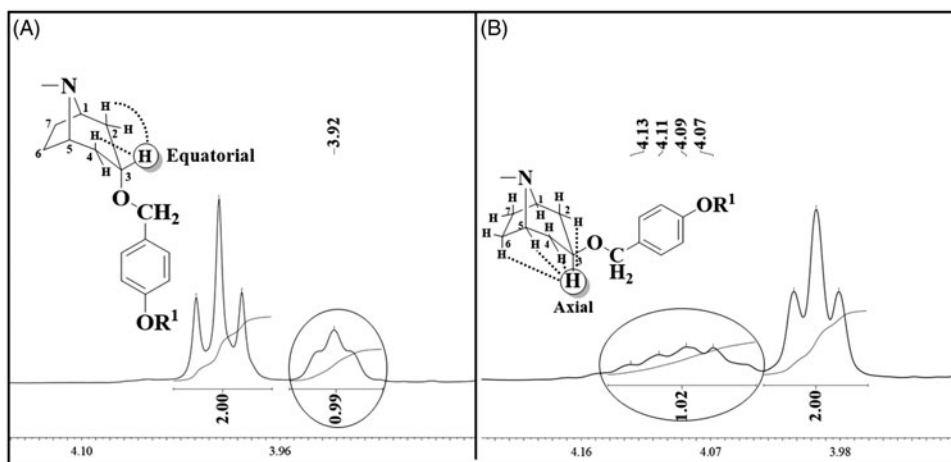 (A)
N
1
H
7
2
H
H
6
5
4
H
H
Equatorial
3
O
CH2
OR¹
3.92
2.00
0.99
4.10
3.96
(B)
4.13
4.11
4.09
4.07
N
H
7
1
H
2
H
H
5
H
H
H
4
H
6
H
H
3
O
C
H2
OR¹
H
Axial
1.02
2.00
4.16
4.07
3.98